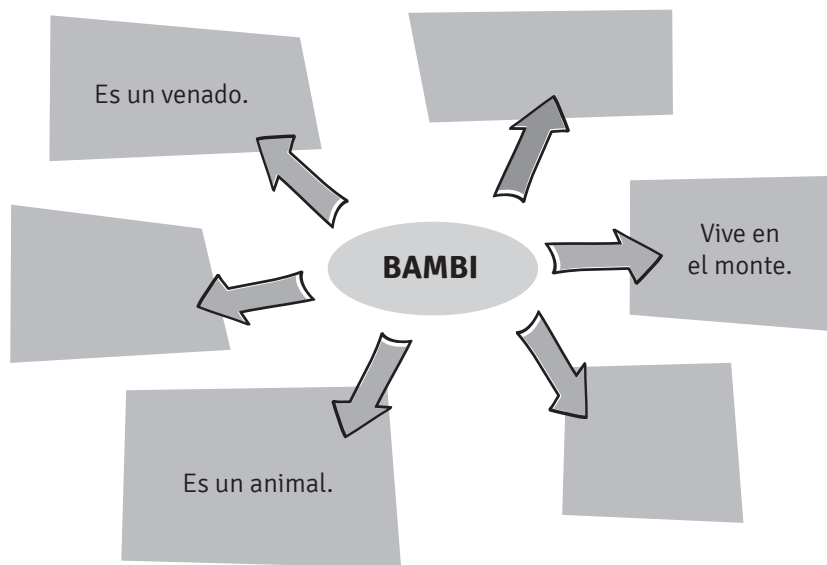 Es un venado.
BAMBI
Vive en
el monte.
Es un animal.